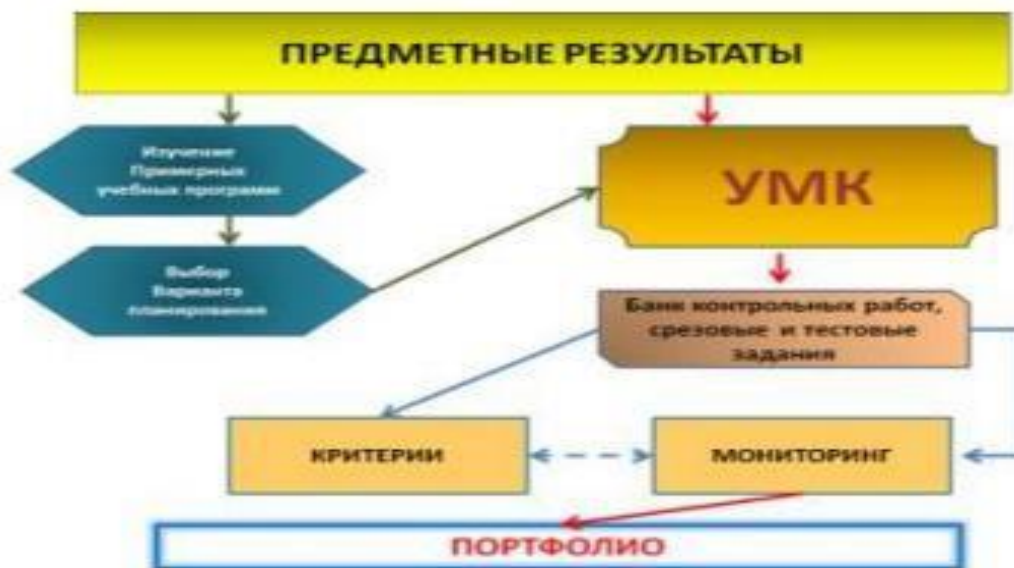 ПРЕДМЕТНЫЕ РЕЗУЛЬТАТЫ
Изучение
Примерных
учебных программ
УМК
Выбор
Варианта
планирования
Банк контрольных работ,
срезовые и тестовые
задания
КРИТЕРИИ
МОНИТОРИНГ
ПОРТФОЛИО